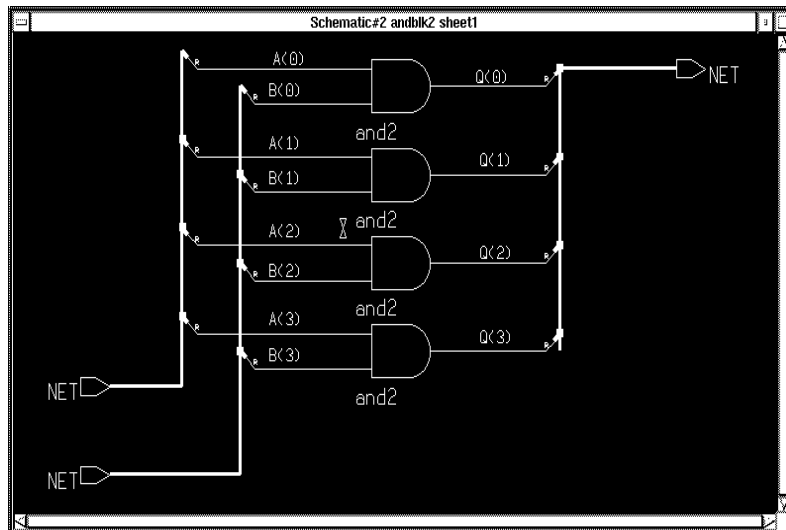 Schematic#2 andblk2 sheet1
A(0)
B(0)
Q(0)
NET
R
R
R
and2
A(1)
B(1)
Q(1)
R
R
R
and2
A(2)
B(2)
Q(2)
R
R
R
and2
A(3)
B(3)
Q(3)
R
R
R
and2
NET
NET